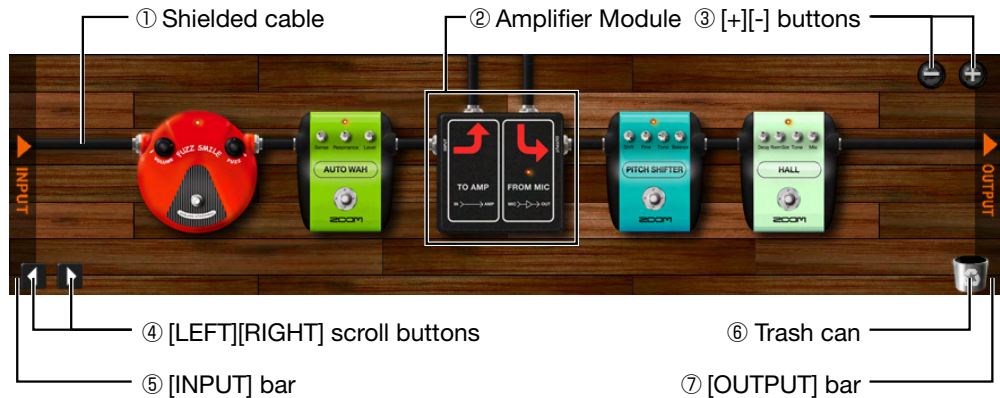 ① Shielded cable
② Amplifier Module
③ [+][-] buttons
INPUT
VOLUME
FUZZ SMILE
FUZZ
Sense Resonance Level
AUTO WAH
ZOOM
INPUT
OUTPUT
TO AMP
FROM MIC
IN AMP
MIC OUT
Shift Fine Tone Balance
PITCH SHIFTER
ZOOM
Decay RoomSize Tone Mix
HALL
ZOOM
OUTPUT
④ [LEFT][RIGHT] scroll buttons
⑥ Trash can
⑤ [INPUT] bar
⑦ [OUTPUT] bar